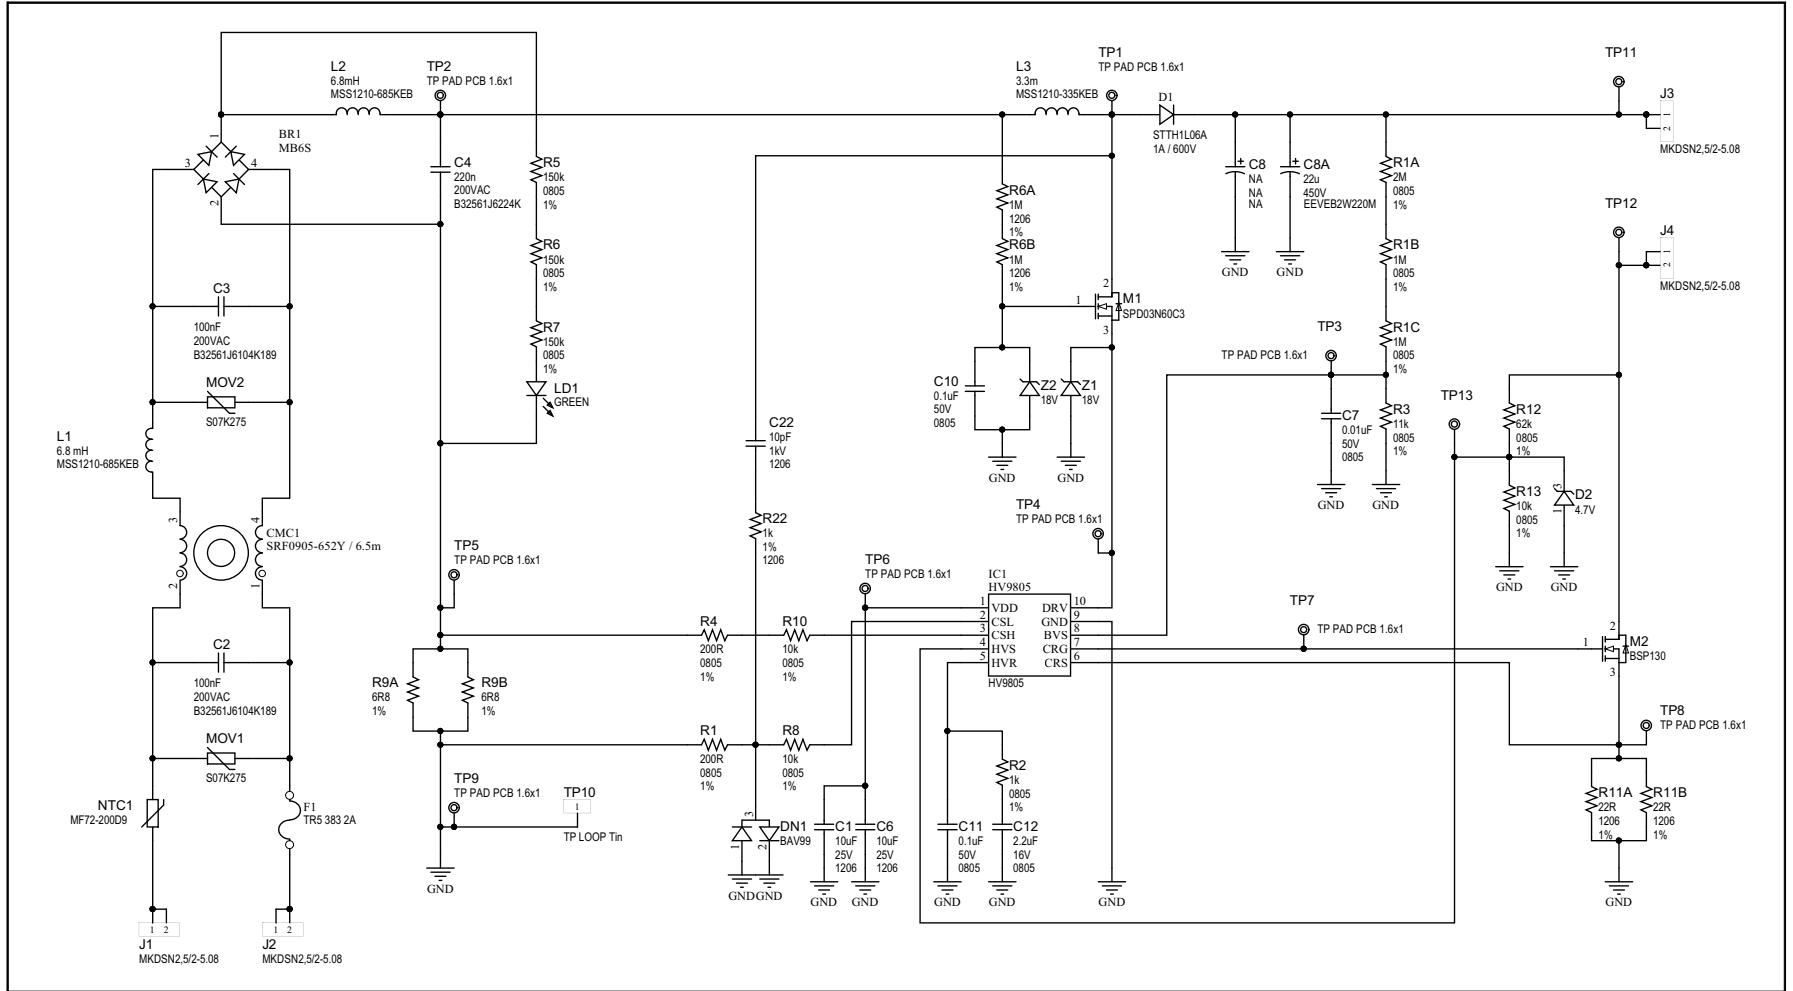 L2
6.8mH
MSS1210-685KEB
TP2
TP PAD PCB 1.6x1
L3
3.3m
MSS1210-335KEB
TP1
TP PAD PCB 1.6x1
D1
STTH1L06A
1A / 600V
TP11
J3
1
2
MKDSN2,5/2-5.08
BR1
MB6S
1
3
4
2
C4
220n
200VAC
B32561J6224K
R5
150k
0805
1%
R6
150k
0805
1%
R7
150k
0805
1%
LD1
GREEN
R6A
1M
1206
1%
R6B
1M
1206
1%
C8
NA
NA
NA
C8A
22u
450V
EEVEB2W220M
GND
GND
R1A
2M
0805
1%
R1B
1M
0805
1%
R1C
1M
0805
1%
TP12
J4
1
2
MKDSN2,5/2-5.08
C3
100nF
200VAC
B32561J6104K189
MOV2
S07K275
L1
6.8 mH
MSS1210-685KEB
2
1
3
M1
SPD03N60C3
C10
0.1uF
50V
0805
Z2
18V
Z1
18V
GND
GND
TP3
TP PAD PCB 1.6x1
C7
0.01uF
50V
0805
R3
11k
0805
1%
GND
GND
TP13
R12
62k
0805
1%
R13
10k
0805
1%
3
1
D2
4.7V
GND
GND
C22
10pF
1kV
1206
R22
1k
1%
1206
TP4
TP PAD PCB 1.6x1
3
4
CMC1
SRF0905-652Y / 6.5m
2
1
TP5
TP PAD PCB 1.6x1
TP6
TP PAD PCB 1.6x1
IC1
HV9805
1
2
3
4
5
VDD
CSL
CSH
HVS
HVR
DRV
GND
BVS
CRG
CRS
10
9
8
7
6
HV9805
TP7
TP PAD PCB 1.6x1
2
1
3
M2
BSP130
R4
200R
0805
1%
R10
10k
0805
1%
C2
100nF
200VAC
B32561J6104K189
R9A
6R8
1%
R9B
6R8
1%
R1
200R
0805
1%
R8
10k
0805
1%
TP8
TP PAD PCB 1.6x1
MOV1
S07K275
NTC1
MF72-200D9
F1
TR5 383 2A
TP9
TP PAD PCB 1.6x1
TP10
1
TP LOOP Tin
GND
3
1
2
DN1
BAV99
GND
GND
C1
10uF
25V
1206
GND
C6
10uF
25V
1206
GND
R2
1k
0805
1%
C11
0.1uF
50V
0805
GND
C12
2.2uF
16V
0805
GND
GND
R11A
22R
1206
1%
R11B
22R
1206
1%
GND
1 2
J1
MKDSN2,5/2-5.08
1 2
J2
MKDSN2,5/2-5.08